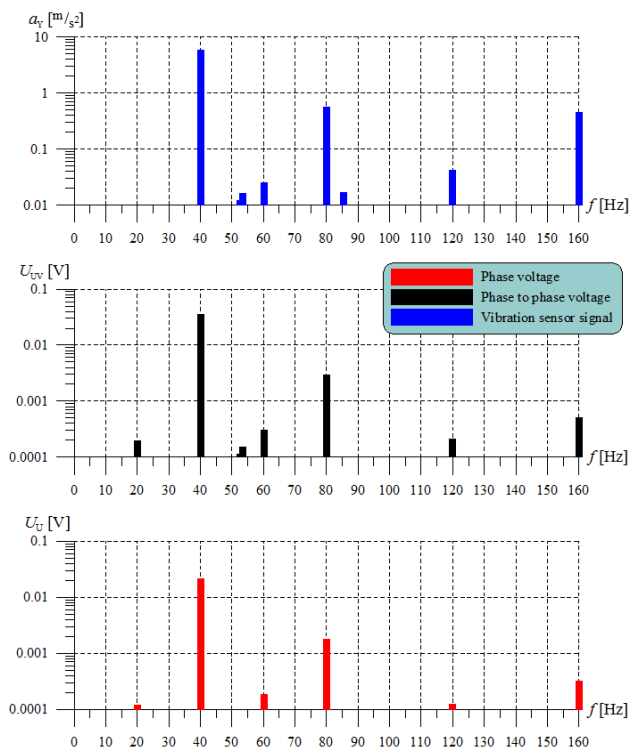 a_Y [m/s²]
10
1
0.1
0.01
0 10 20 30 40 50 60 70 80 90 100 110 120 130 140 150 160
f [Hz]
U_UV [V]
0.1
0.01
0.001
0.0001
0 10 20 30 40 50 60 70 80 90 100 110 120 130 140 150 160
f [Hz]
Phase voltage
Phase to phase voltage
Vibration sensor signal
U_U [V]
0.1
0.01
0.001
0.0001
0 10 20 30 40 50 60 70 80 90 100 110 120 130 140 150 160
f [Hz]